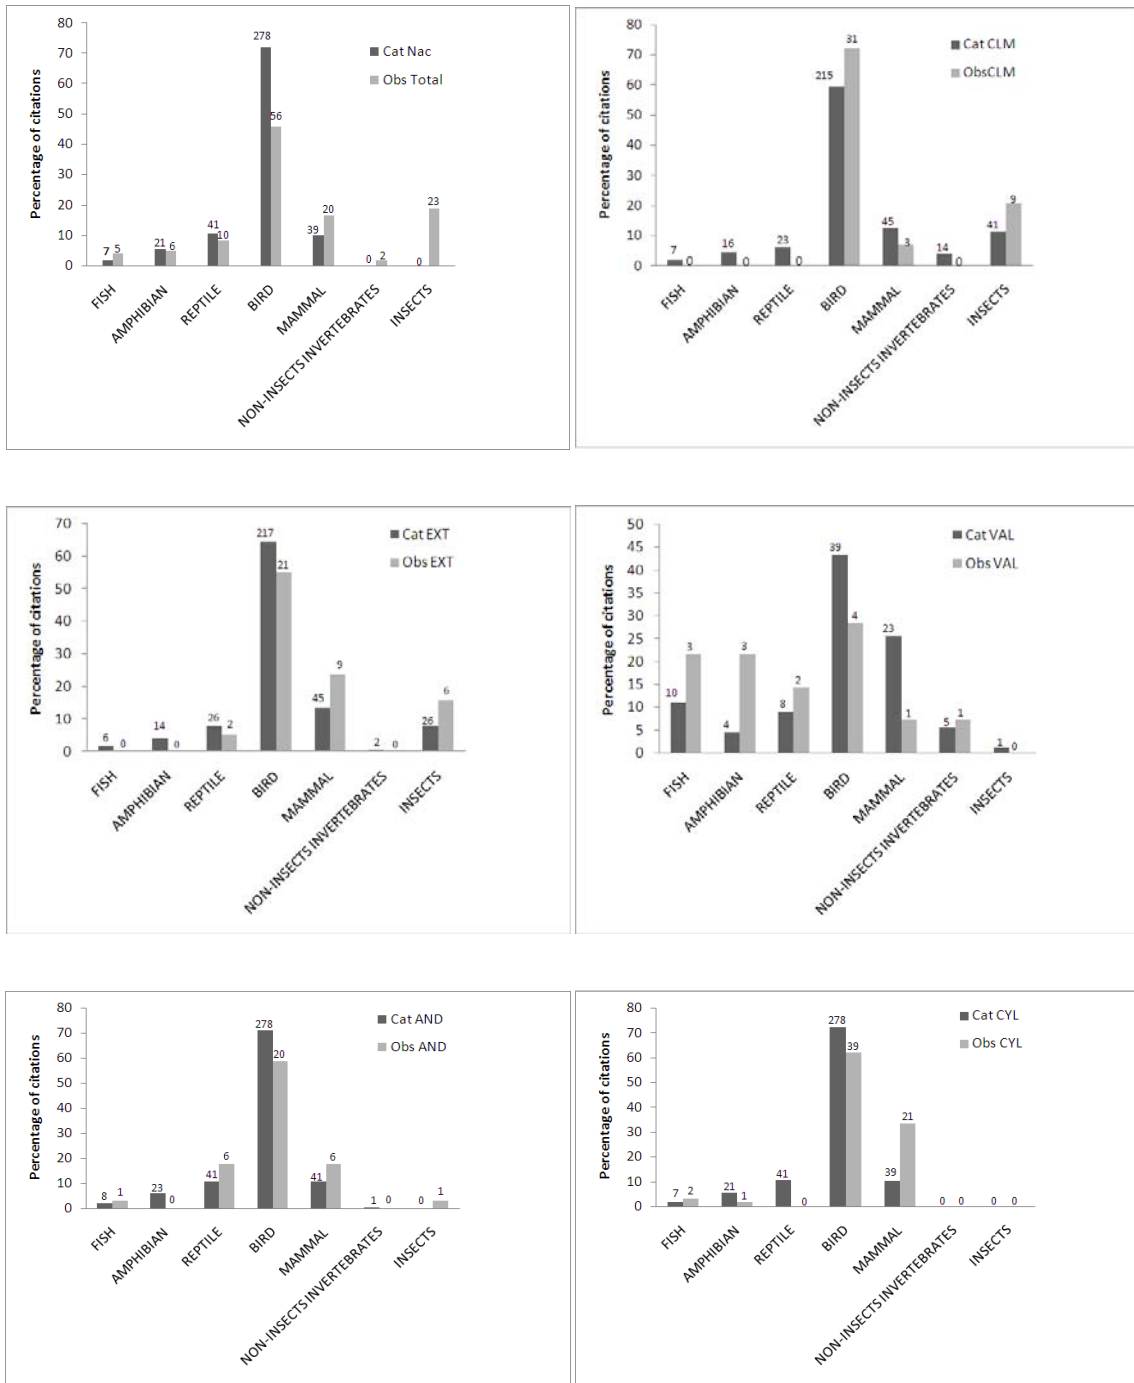 80
70
60
50
40
30
20
10
0
Percentage of citations
Cat Nac
Obs Total
7 5 21 6 41 10 278 56 39 20 0 2 0 23
FISH
AMPHIBIAN
REPTILE
BIRD
MAMMAL
NON-INSECTS INVERTEBRATES
INSECTS
80
70
60
50
40
30
20
10
0
Percentage of citations
Cat CLM
ObsCLM
7 0 16 0 23 0 215 31 45 3 14 0 41 9
FISH
AMPHIBIAN
REPTILE
BIRD
MAMMAL
NON-INSECTS INVERTEBRATES
INSECTS
70
60
50
40
30
20
10
0
Percentage of citations
Cat EXT
Obs EXT
6 0 14 0 26 2 217 21 45 9 2 0 26 6
FISH
AMPHIBIAN
REPTILE
BIRD
MAMMAL
NON-INSECTS INVERTEBRATES
INSECTS
50
45
40
35
30
25
20
15
10
5
0
Percentage of citations
Cat VAL
Obs VAL
10 3 4 3 8 2 39 4 23 1 5 1 1 0
FISH
AMPHIBIAN
REPTILE
BIRD
MAMMAL
NON-INSECTS INVERTEBRATES
INSECTS
80
70
60
50
40
30
20
10
0
Percentage of citations
Cat AND
Obs AND
8 1 23 0 41 6 278 20 41 6 1 0 0 1
FISH
AMPHIBIAN
REPTILE
BIRD
MAMMAL
NON-INSECTS INVERTEBRATES
INSECTS
80
70
60
50
40
30
20
10
0
Percentage of citations
Cat CYL
Obs CYL
7 2 21 1 41 0 278 39 39 21 0 0 0 0
FISH
AMPHIBIAN
REPTILE
BIRD
MAMMAL
NON-INSECTS INVERTEBRATES
INSECTS